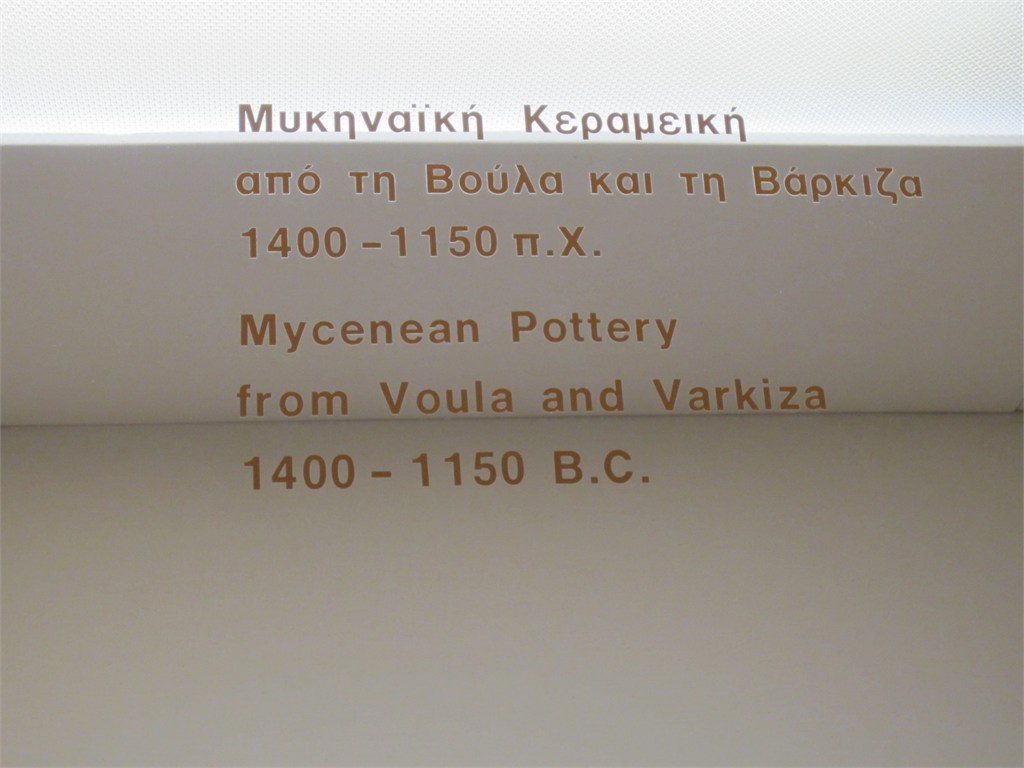 Μυκηναϊκή Κεραμεική
από τη Βούλα και τη Βάρκιζα
1400 – 1150 π.Χ.
Mycenean Pottery
from Voula and Varkiza
1400 – 1150 B.C.